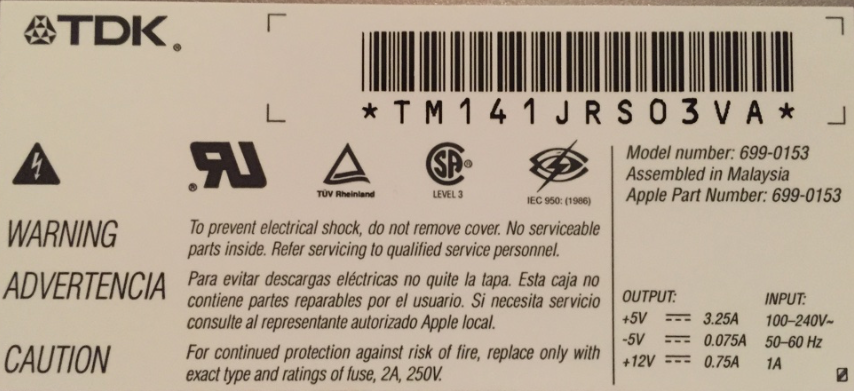 TDK®
*TM141JRS03VA*
TÜV Rheinland
SA®
LEVEL 3
IEC 950: (1986)
Model number: 699-0153
Assembled in Malaysia
Apple Part Number: 699-0153
WARNING
To prevent electrical shock, do not remove cover. No serviceable
parts inside. Refer servicing to qualified service personnel.
ADVERTENCIA
Para evitar descargas eléctricas no quite la tapa. Esta caja no
contiene partes reparables por el usuario. Si necesita servicio
consulte al representante autorizado Apple local.
CAUTION
For continued protection against risk of fire, replace only with
exact type and ratings of fuse, 2A, 250V.
OUTPUT:
+5V ⎓ 3.25A
-5V ⎓ 0.075A
+12V ⎓ 0.75A
INPUT:
100–240V~
50–60 Hz
1A